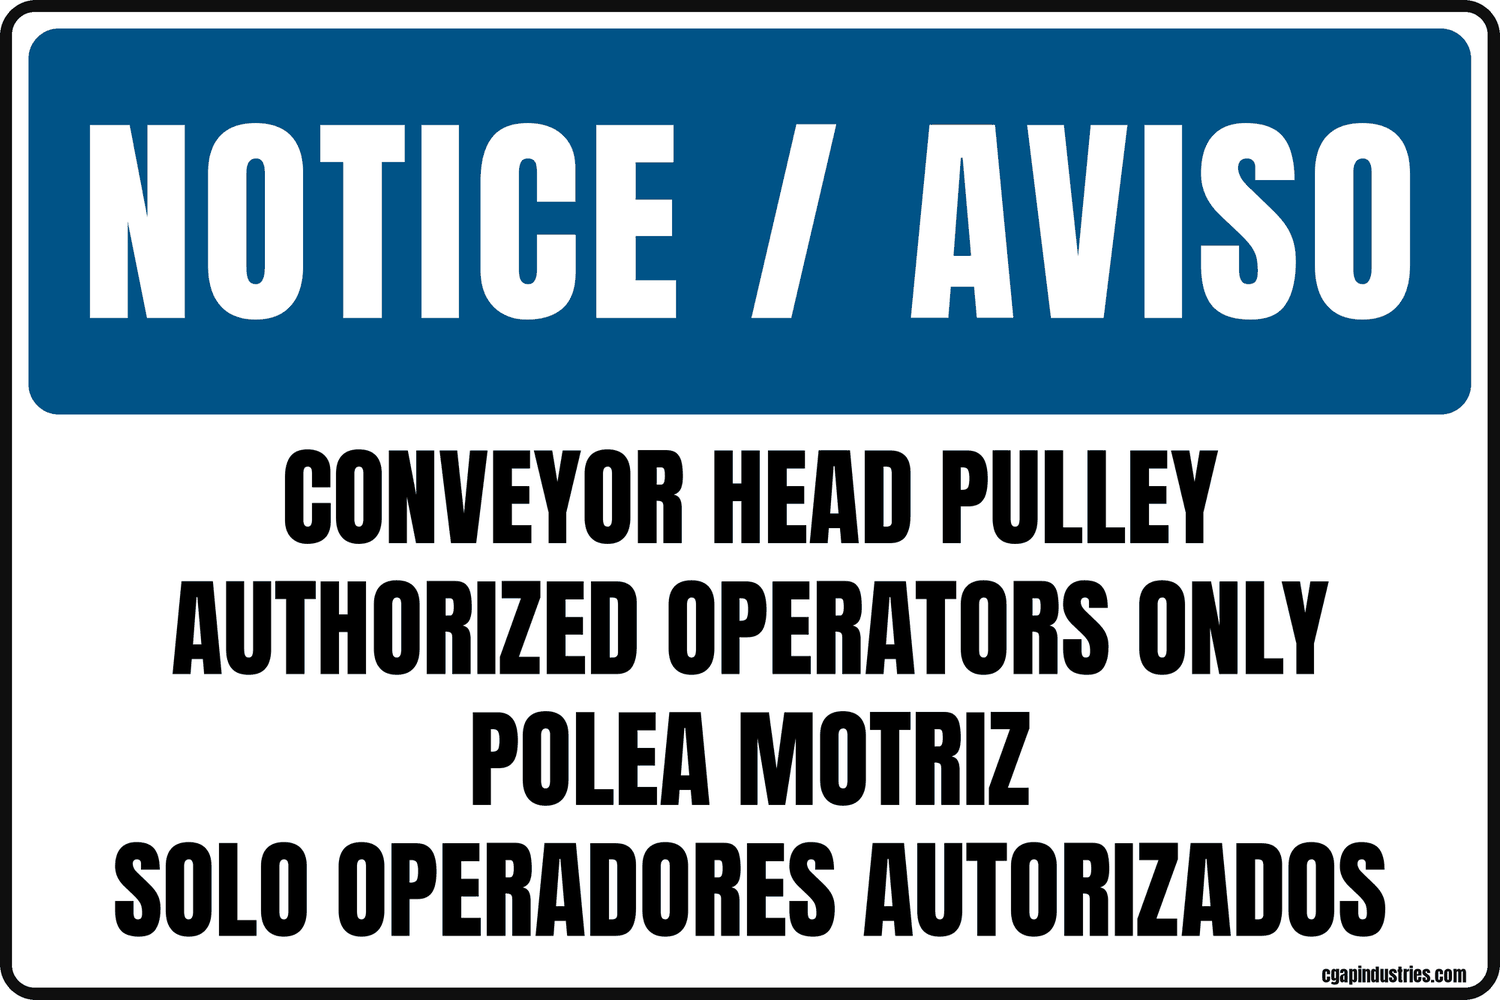 NOTICE / AVISO
CONVEYOR HEAD PULLEY
AUTHORIZED OPERATORS ONLY
POLEA MOTRIZ
SOLO OPERADORES AUTORIZADOS
cgapindustries.com